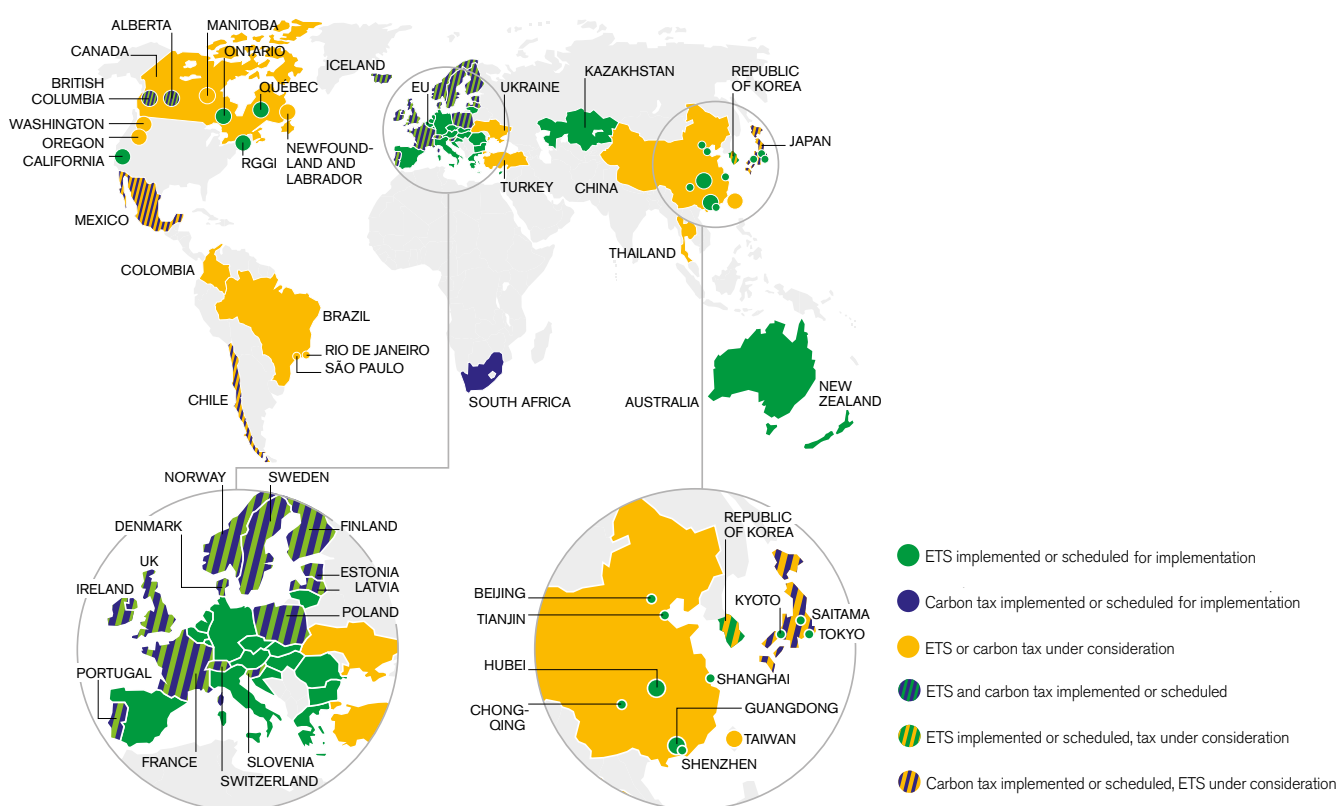 ALBERTA
MANITOBA
CANADA
ONTARIO
ICELAND
BRITISH
COLUMBIA
QUÉBEC
EU
UKRAINE
KAZAKHSTAN
REPUBLIC
OF KOREA
WASHINGTON
OREGON
CALIFORNIA
RGGI
NEWFOUND-
LAND AND
LABRADOR
JAPAN
TURKEY
CHINA
MEXICO
THAILAND
COLOMBIA
BRAZIL
RIO DE JANEIRO
SÃO PAULO
CHILE
SOUTH AFRICA
AUSTRALIA
NEW
ZEALAND
NORWAY
SWEDEN
DENMARK
FINLAND
UK
IRELAND
ESTONIA
LATVIA
POLAND
PORTUGAL
FRANCE
SLOVENIA
SWITZERLAND
REPUBLIC
OF KOREA
BEIJING
TIANJIN
KYOTO
SAITAMA
TOKYO
HUBEI
SHANGHAI
CHONG-
QING
GUANGDONG
TAIWAN
SHENZHEN
ETS implemented or scheduled for implementation
Carbon tax implemented or scheduled for implementation
ETS or carbon tax under consideration
ETS and carbon tax implemented or scheduled
ETS implemented or scheduled, tax under consideration
Carbon tax implemented or scheduled, ETS under consideration